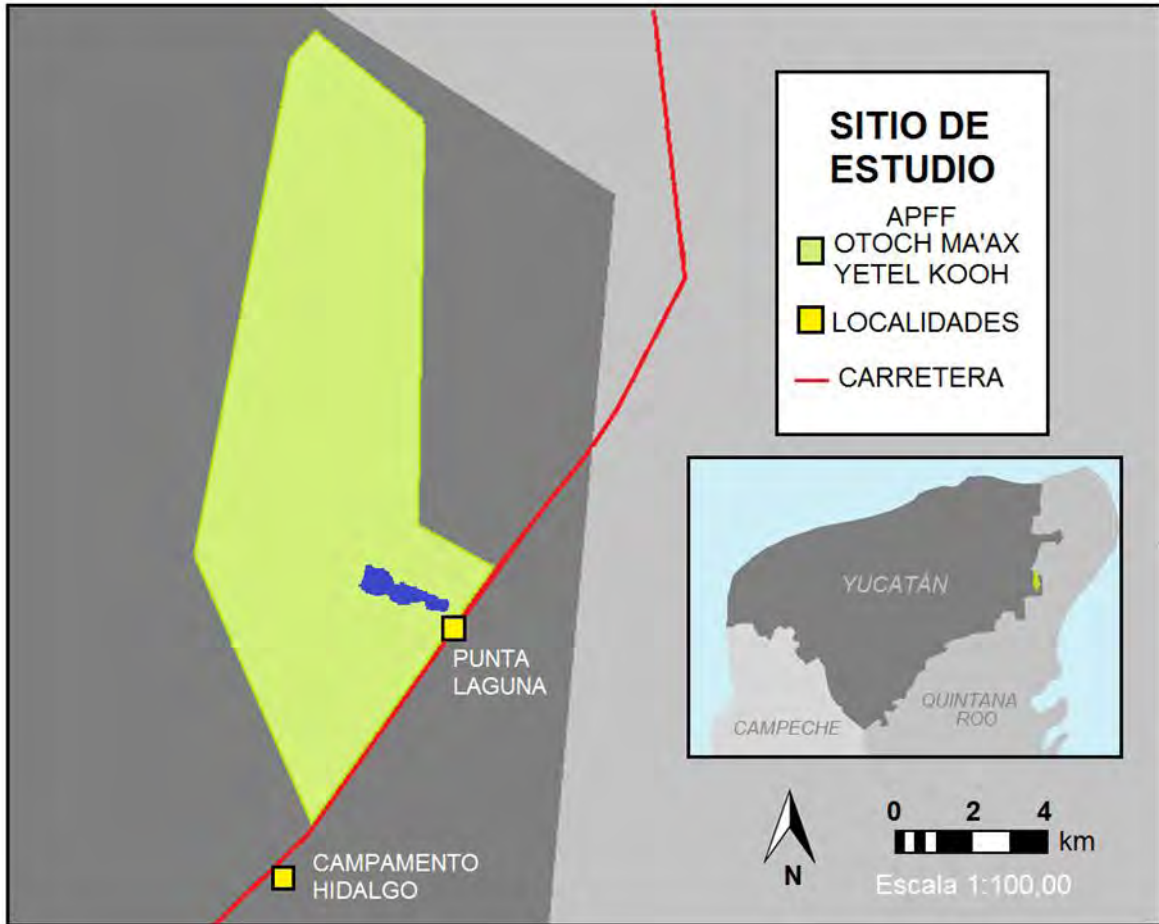 SITIO DE
ESTUDIO
APFF
OTOCH MA'AX
YETEL KOOH
LOCALIDADES
CARRETERA
PUNTA
LAGUNA
CAMPAMENTO
HIDALGO
YUCATÁN
CAMPECHE
QUINTANA
ROO
0 2 4
km
N
Escala 1:100,00